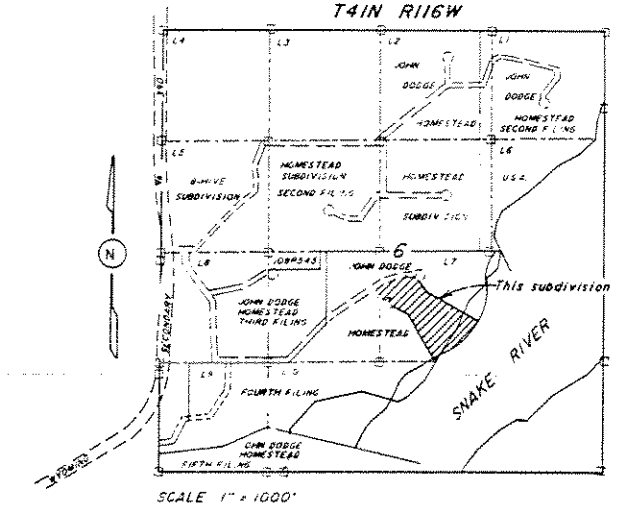 T41N R116W
L4
L3
L2
L1
JOHN
DODGE
HOMESTEAD
JOHN
DODGE
HOMESTEAD
SECOND FILING
390
L5
B-HIVE
SUBDIVISION
HOMESTEAD
SUBDIVISION
SECOND FILING
HOMESTEAD
SUBDIVISION
L6
U.S.A.
N
L8
6
JOHN DODGE
HOMESTEAD
L7
This subdivision
JOHN DODGE
HOMESTEAD
THIRD FILING
SECONDARY
L9
FOURTH FILING
SNAKE RIVER
JOHN DODGE
HOMESTEAD
FIFTH FILING
WYOMING
SCALE 1" = 1000'